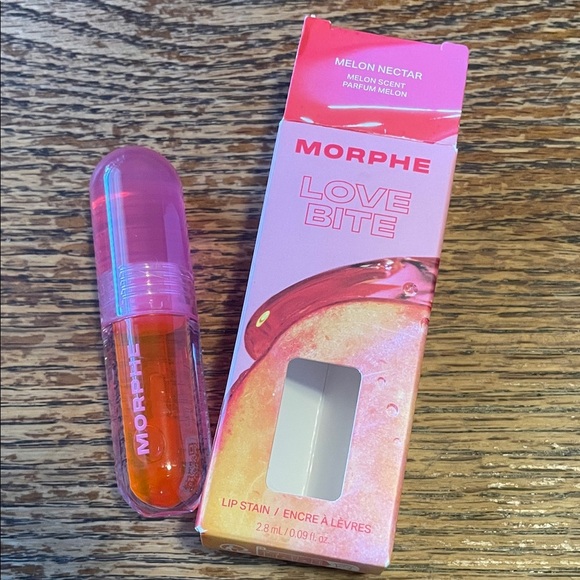 MELON NECTAR
MELON SCENT
PARFUM MELON
MORPHE
LOVE
BITE
LIP STAIN / ENCRE À LÈVRES
2.8 ml / 0.09 fl. oz.
MORPHE